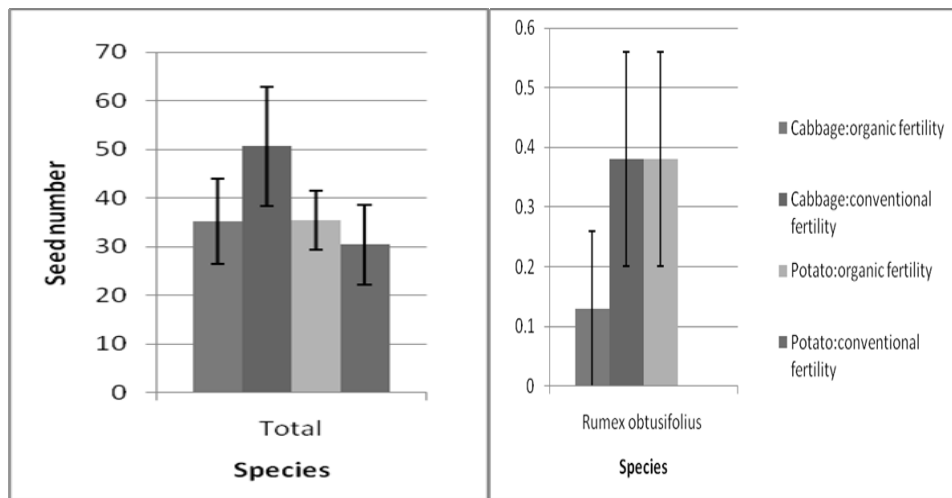 70
60
50
40
30
20
10
0
Seed number
Total
Species
0.6
0.5
0.4
0.3
0.2
0.1
0
Rumex obtusifolius
Species
Cabbage:organic fertility
Cabbage:conventional
fertility
Potato:organic fertility
Potato:conventional
fertility